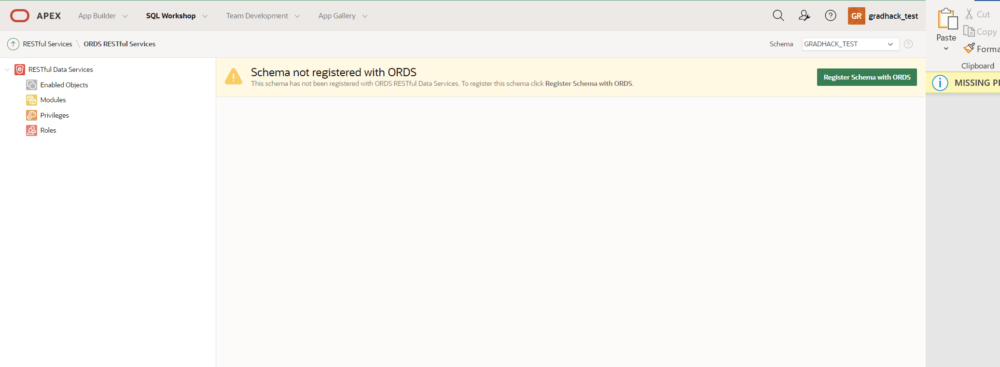 APEX App Builder SQL Workshop Team Development App Gallery GR gradhack_test
RESTful Services \ ORDS RESTful Services Schema GRADHACK_TEST
RESTful Data Services
Enabled Objects
Modules
Privileges
Roles
Schema not registered with ORDS
This schema has not been registered with ORDS RESTful Data Services. To register this schema click Register Schema with ORDS.
Register Schema with ORDS
Paste
Cut
Copy
Forma
Clipboard
MISSING